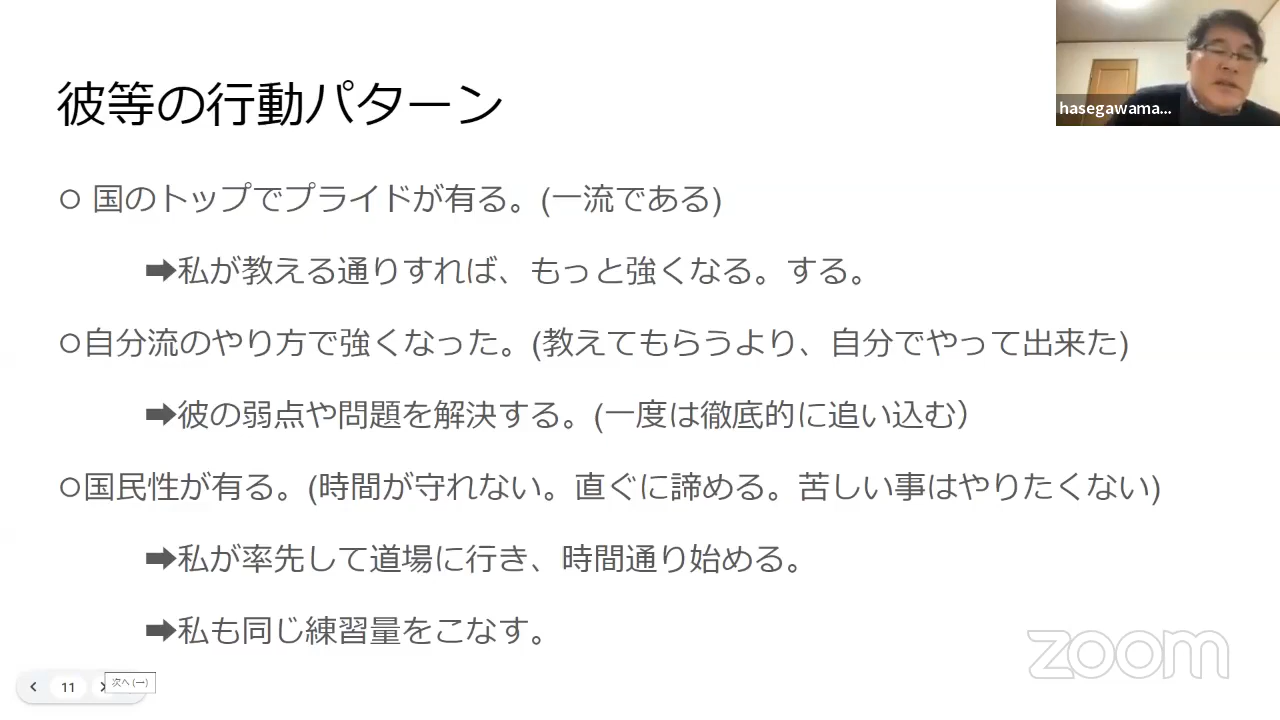 hasegawama...
彼等の行動パターン
○ 国のトップでプライドが有る。(一流である)
➡私が教える通りすれば、もっと強くなる。する。
○自分流のやり方で強くなった。(教えてもらうより、自分でやって出来た)
➡彼の弱点や問題を解決する。(一度は徹底的に追い込む）
○国民性が有る。(時間が守れない。直ぐに諦める。苦しい事はやりたくない)
➡私が率先して道場に行き、時間通り始める。
➡私も同じ練習量をこなす。
zoom
11
次へ (→)